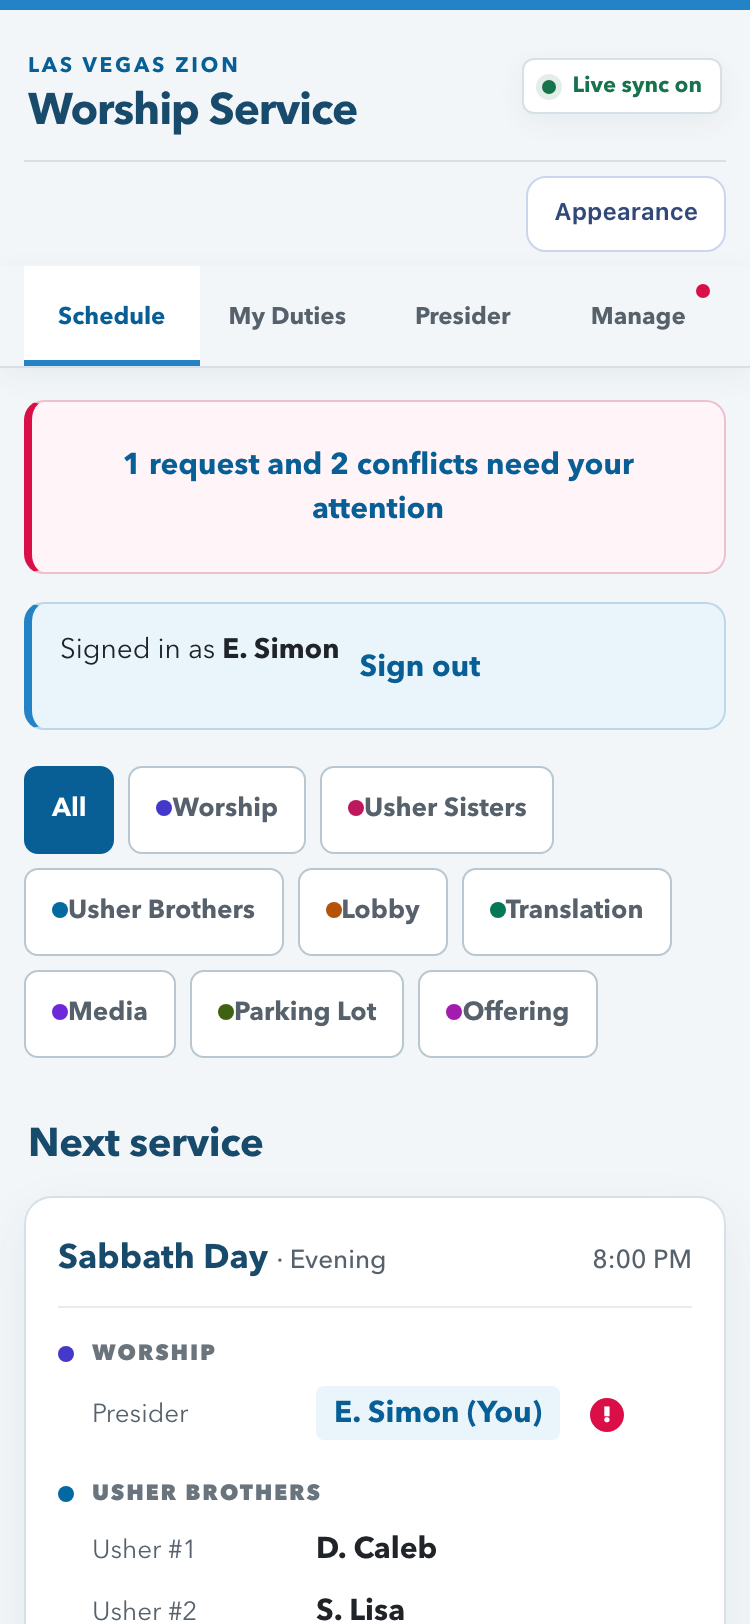 LAS VEGAS ZION
Worship Service
Live sync on
Appearance
Schedule
My Duties
Presider
Manage
1 request and 2 conflicts need your
attention
Signed in as E. Simon
Sign out
All
Worship
Usher Sisters
Usher Brothers
Lobby
Translation
Media
Parking Lot
Offering
Next service
Sabbath Day · Evening
8:00 PM
WORSHIP
Presider
E. Simon (You)
!
USHER BROTHERS
Usher #1
D. Caleb
Usher #2
S. Lisa